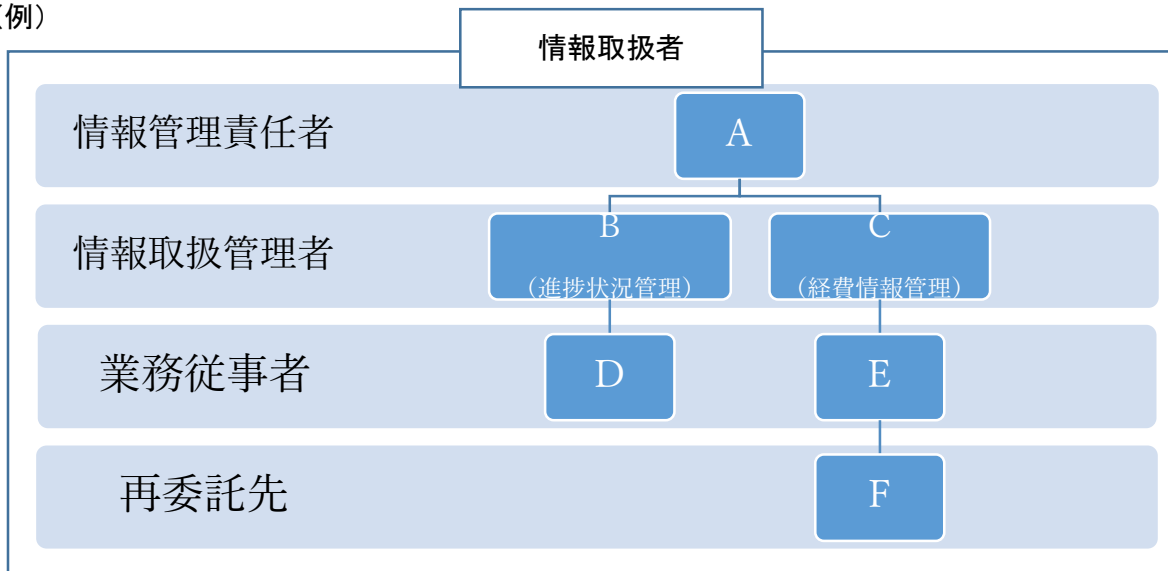 （例）
情報取扱者
情報管理責任者
A
情報取扱管理者
B
（進捗状況管理）
C
（経費情報管理）
業務従事者
D
E
再委託先
F